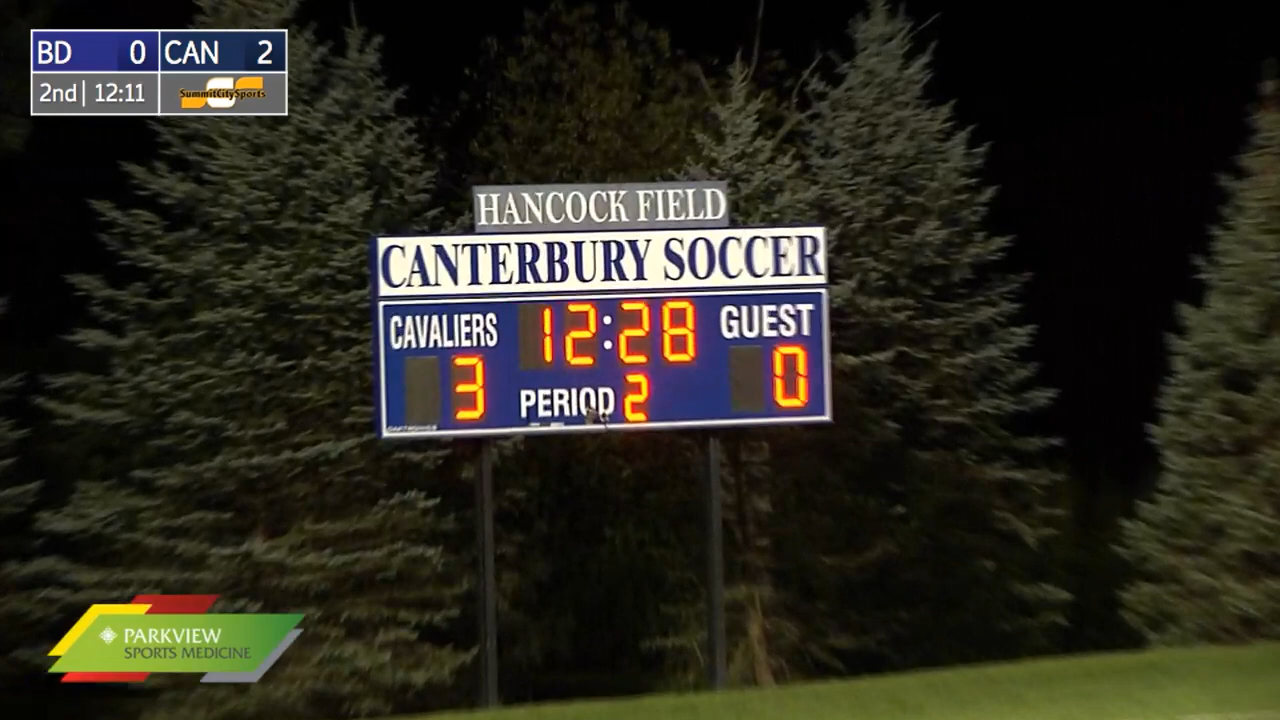 BD 0 CAN 2
2nd | 12:11 SummitCitySports
HANCOCK FIELD
CANTERBURY SOCCER
CAVALIERS 12:28 GUEST
3 PERIOD 2 0
DAKTRONICS
PARKVIEW
SPORTS MEDICINE